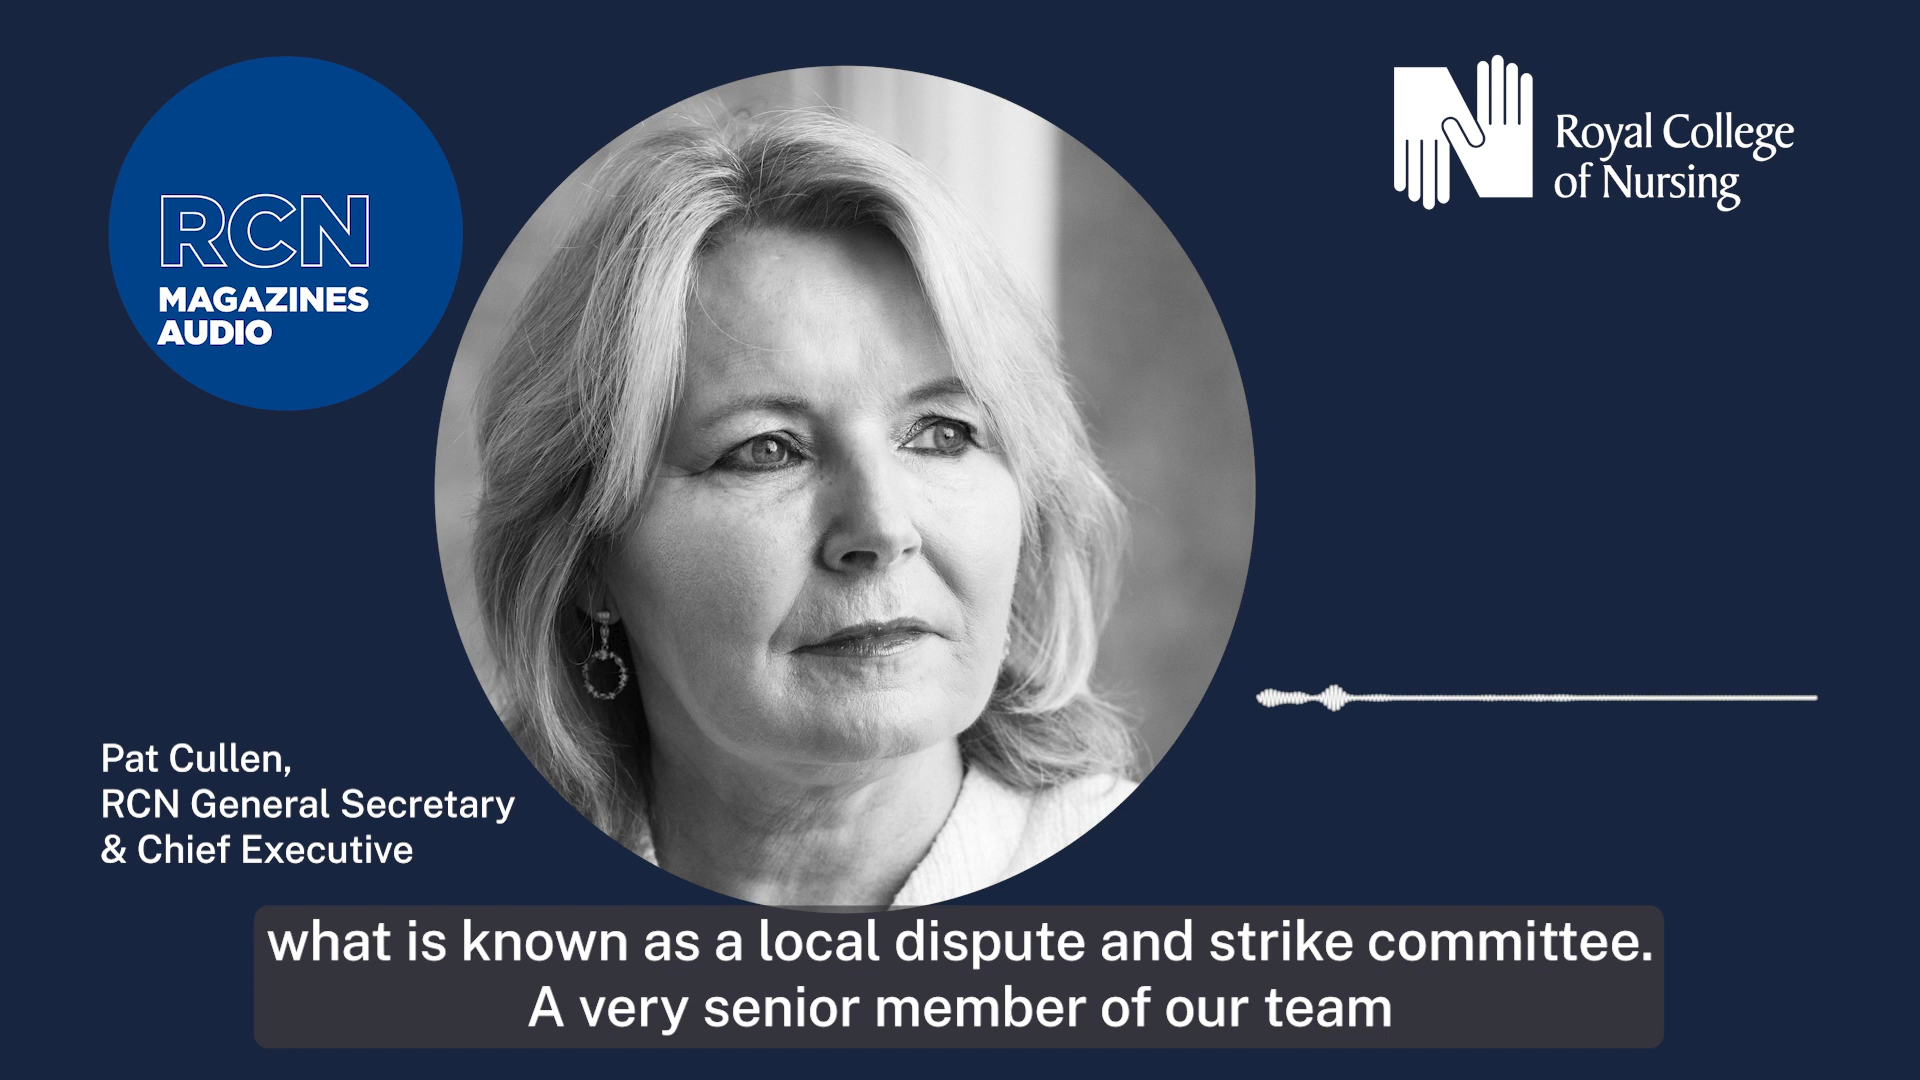 RCN
MAGAZINES
AUDIO
Royal College
of Nursing
Pat Cullen,
RCN General Secretary
& Chief Executive
what is known as a local dispute and strike committee.
A very senior member of our team